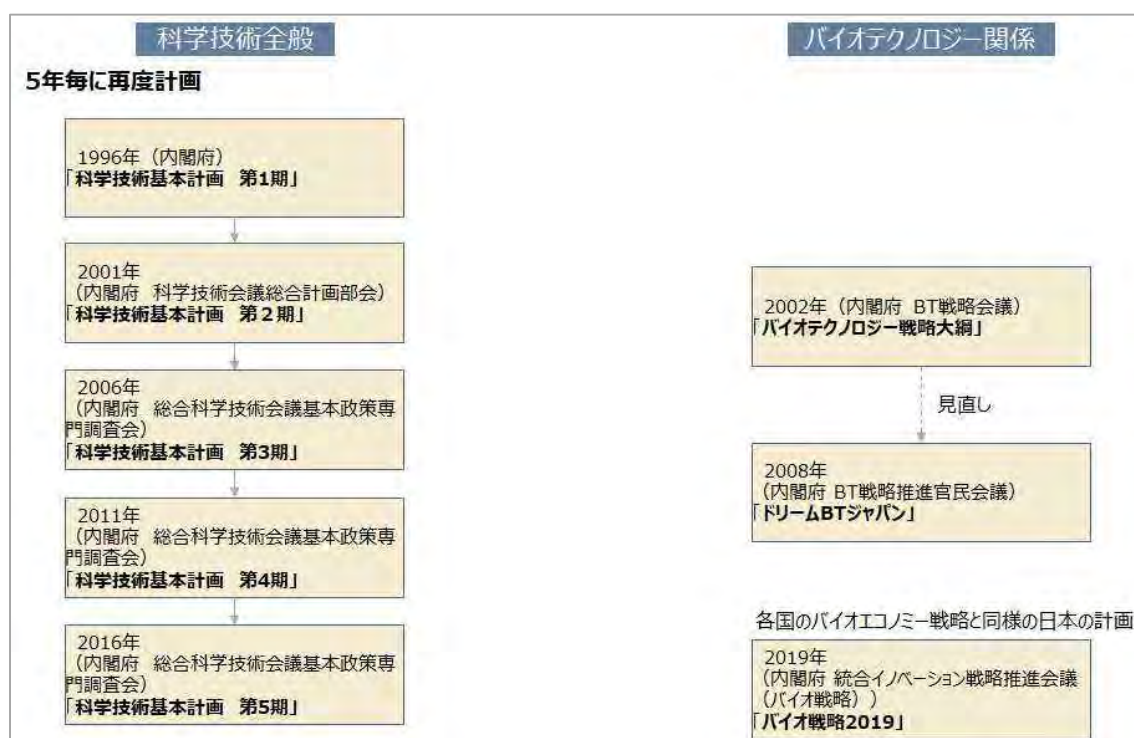 科学技術全般
5年毎に再度計画
1996年（内閣府）
「科学技術基本計画　第1期」
2001年
（内閣府　科学技術会議総合計画部会）
「科学技術基本計画　第２期」
2006年
（内閣府　総合科学技術会議基本政策専
門調査会）
「科学技術基本計画　第3期」
2011年
（内閣府　総合科学技術会議基本政策専
門調査会）
「科学技術基本計画　第4期」
2016年
（内閣府　総合科学技術会議基本政策専
門調査会）
「科学技術基本計画　第5期」
バイオテクノロジー関係
2002年（内閣府 BT戦略会議）
「バイオテクノロジー戦略大綱」
見直し
2008年
（内閣府 BT戦略推進官民会議）
「ドリームBTジャパン」
各国のバイオエコノミー戦略と同様の日本の計画
2019年
（内閣府 統合イノベーション戦略推進会議
（バイオ戦略））
「バイオ戦略2019」